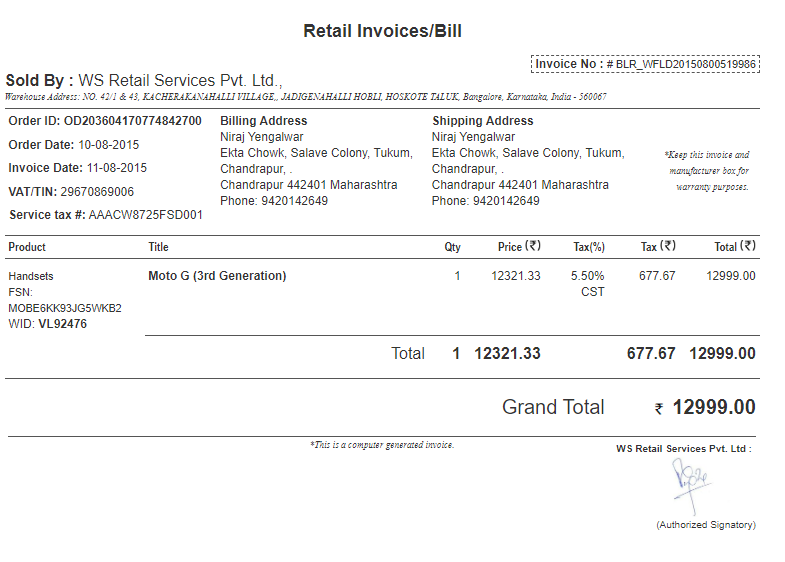 Retail Invoices/Bill
Invoice No : # BLR_WFLD20150800519986
Sold By : WS Retail Services Pvt. Ltd.,
Warehouse Address: NO. 42/1 & 43, KACHERAKANAHALLI VILLAGE,, JADIGENAHALLI HOBLI, HOSKOTE TALUK, Bangalore, Karnataka, India - 560067
Order ID: OD203604170774842700
Order Date: 10-08-2015
Invoice Date: 11-08-2015
VAT/TIN: 29670869006
Service tax #: AAACW8725FSD001
Billing Address
Niraj Yengalwar
Ekta Chowk, Salave Colony, Tukum,
Chandrapur, .
Chandrapur 442401 Maharashtra
Phone: 9420142649
Shipping Address
Niraj Yengalwar
Ekta Chowk, Salave Colony, Tukum,
Chandrapur, .
Chandrapur 442401 Maharashtra
Phone: 9420142649
*Keep this invoice and
manufacturer box for
warranty purposes.
Product Title Qty Price (₹) Tax(%) Tax (₹) Total (₹)
Handsets Moto G (3rd Generation) 1 12321.33 5.50% 677.67 12999.00
FSN: CST
MOBE6KK93JG5WKB2
WID: VL92476
Total 1 12321.33 677.67 12999.00
Grand Total ₹ 12999.00
*This is a computer generated invoice.
WS Retail Services Pvt. Ltd :
(Authorized Signatory)